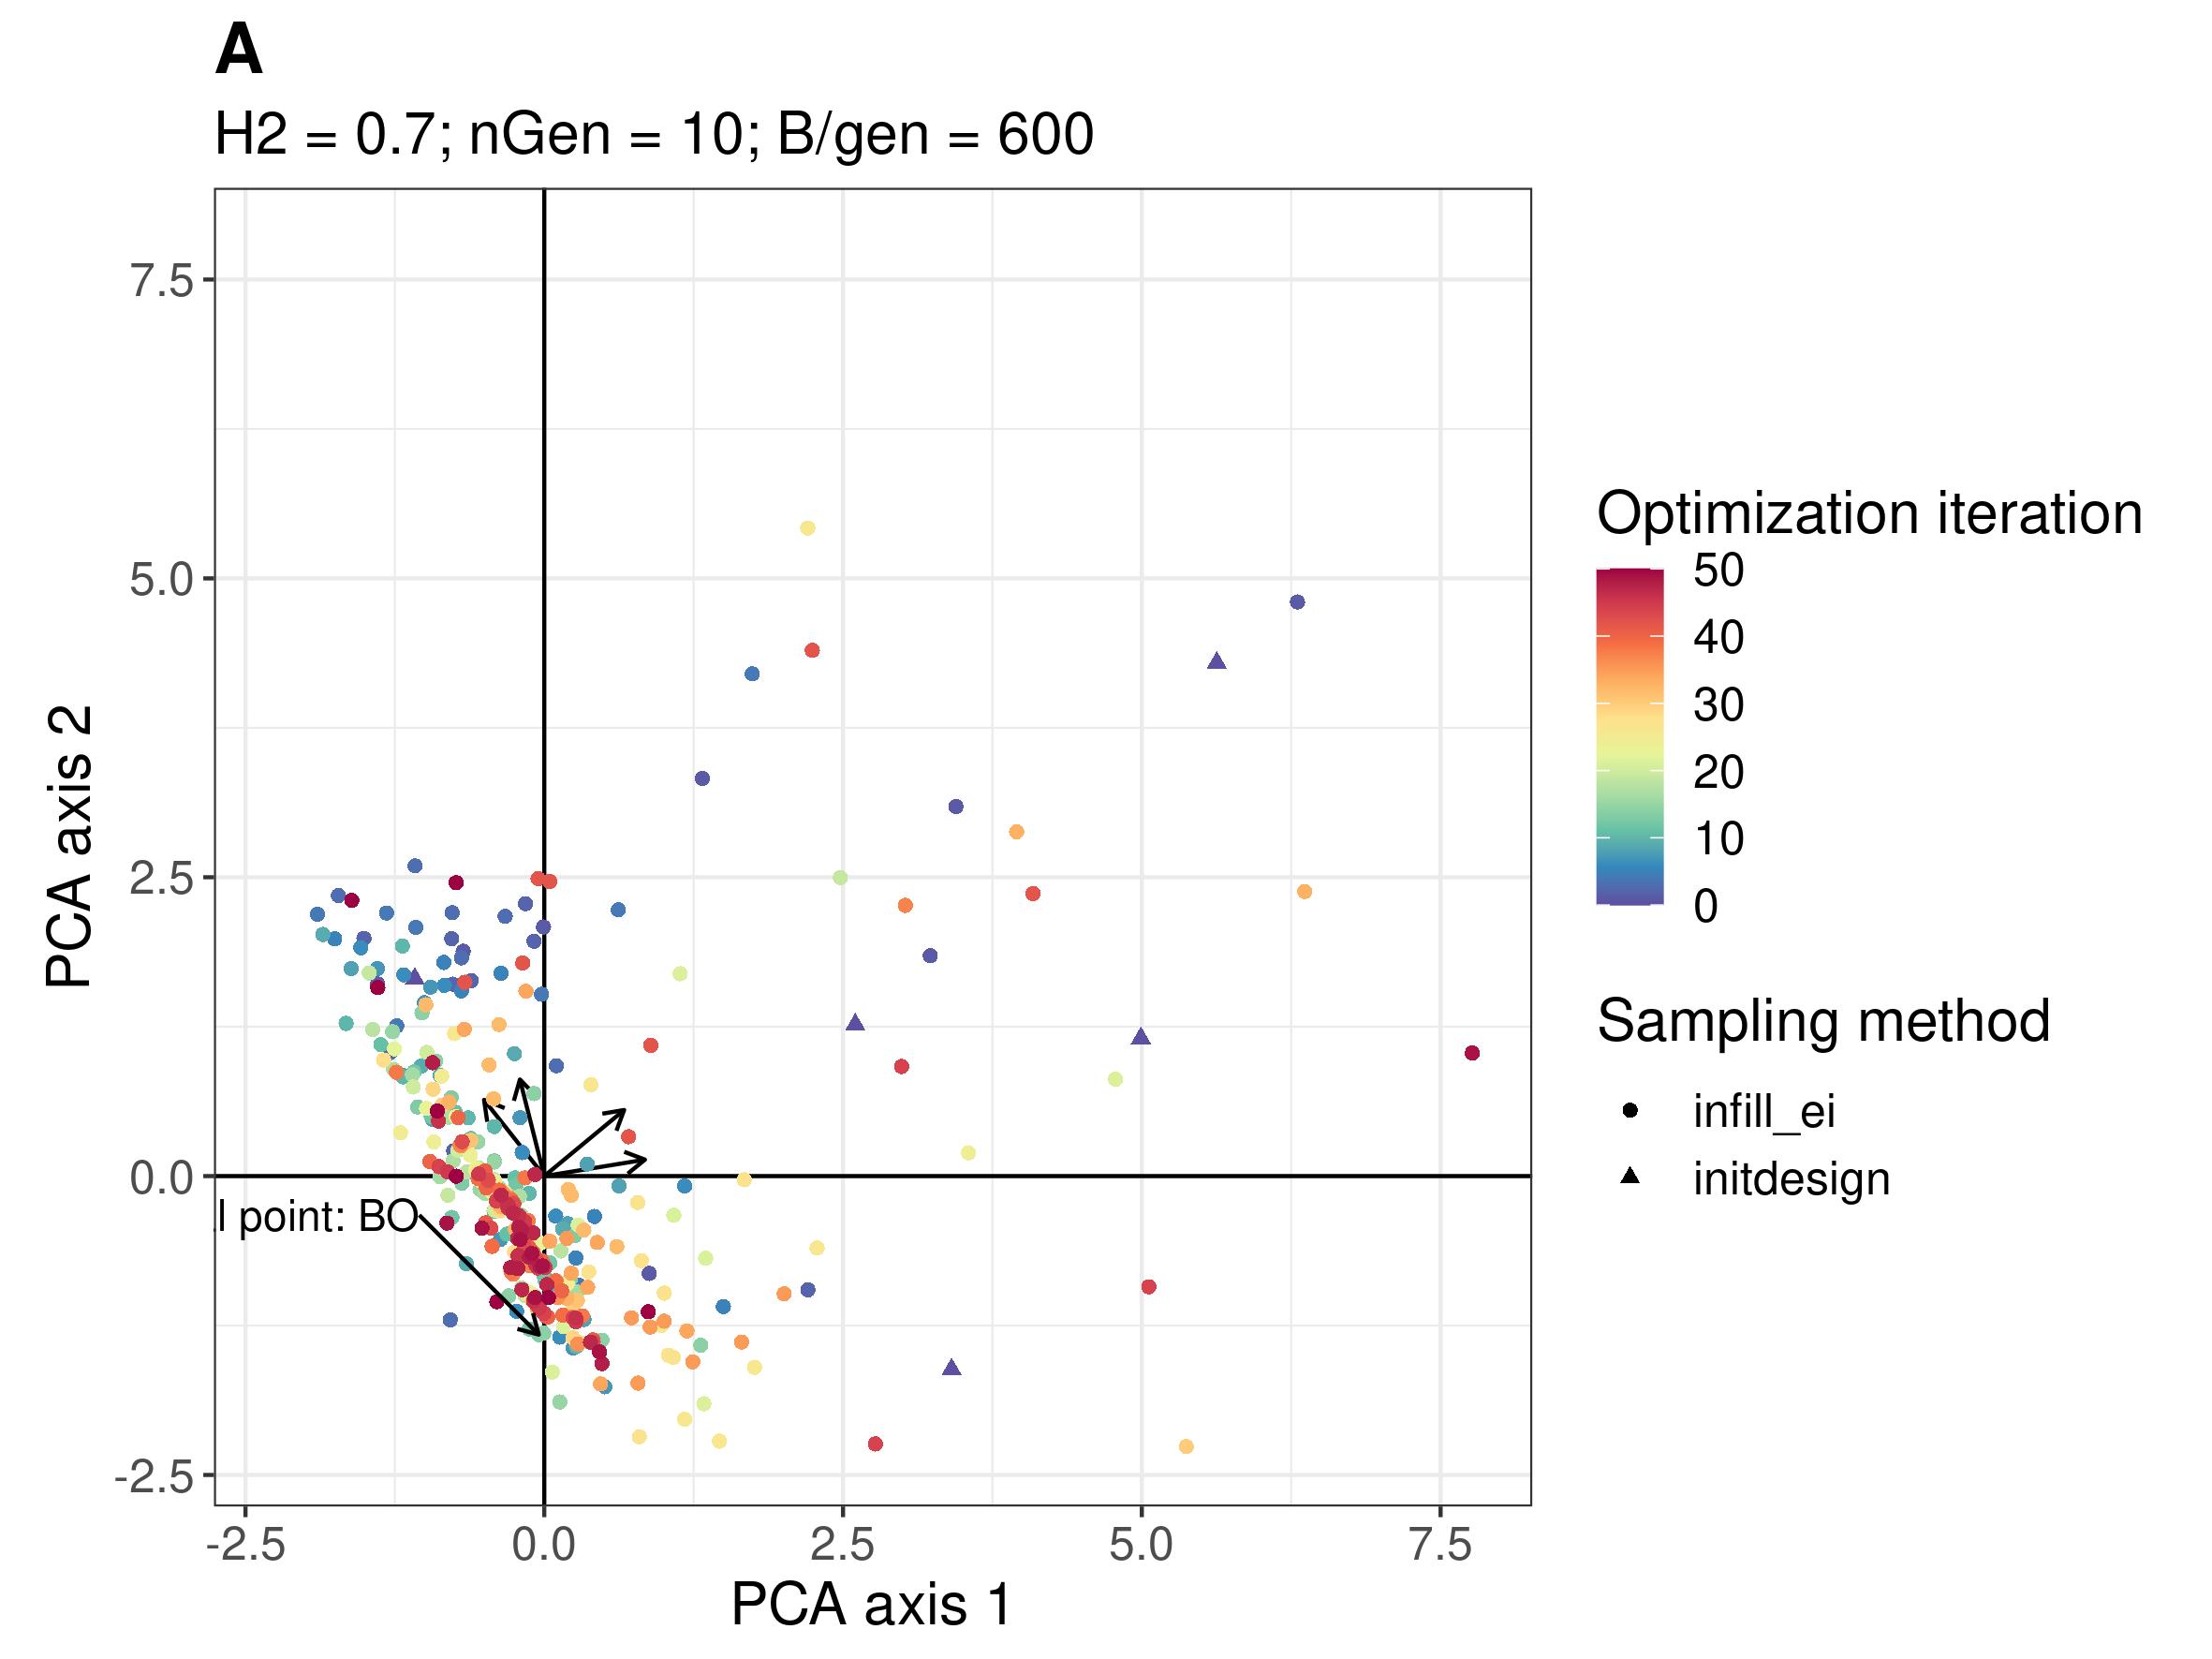 A
H2 = 0.7; nGen = 10; B/gen = 600
PCA axis 2
7.5
5.0
2.5
0.0
-2.5
point: BO
-2.5
0.0
2.5
5.0
7.5
PCA axis 1
Optimization iteration
50
40
30
20
10
0
Sampling method
infill_ei
initdesign